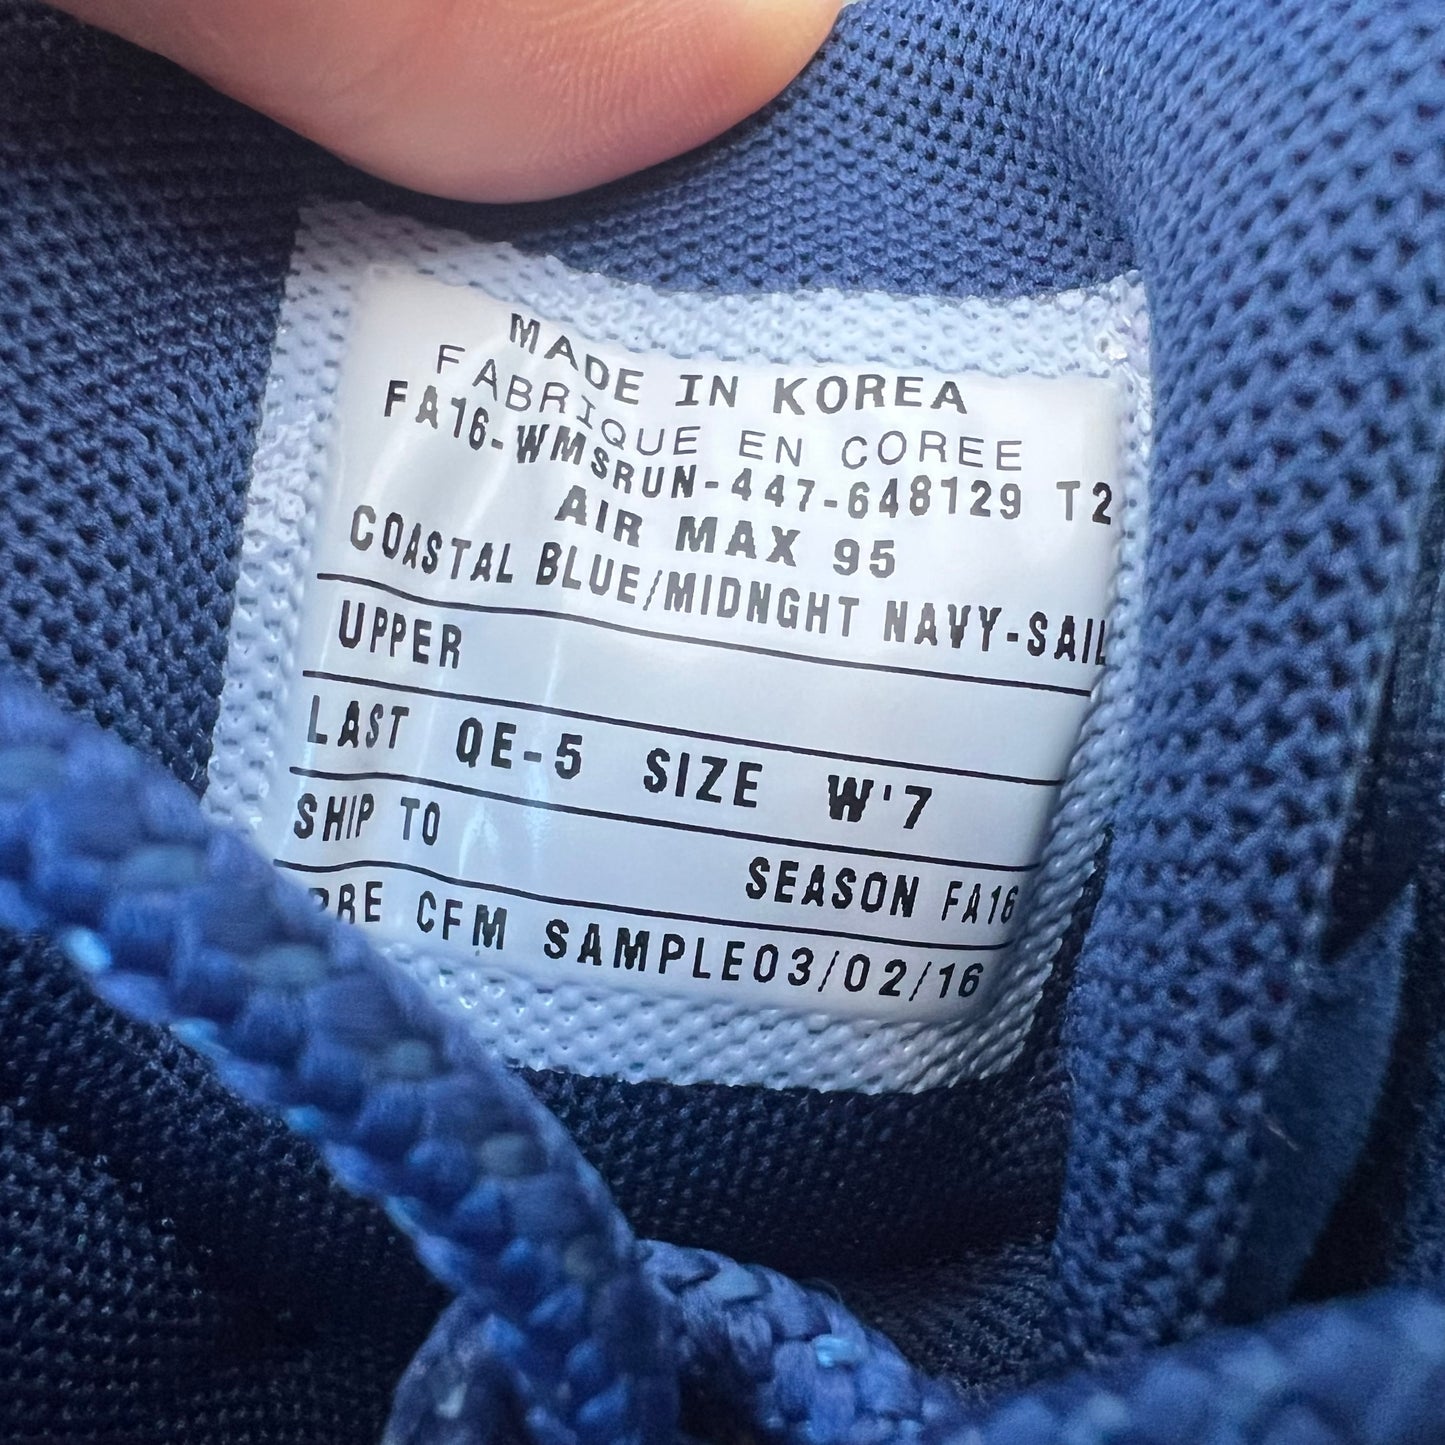 MADE IN KOREA
FABRIQUE EN COREE
FA16-WMSRUN-447-648129 T2
AIR MAX 95
COASTAL BLUE/MIDNGHT NAVY-SAIL
UPPER
LAST QE-5 SIZE W'7
SHIP TO SEASON FA16
PRE CFM SAMPLE03/02/16